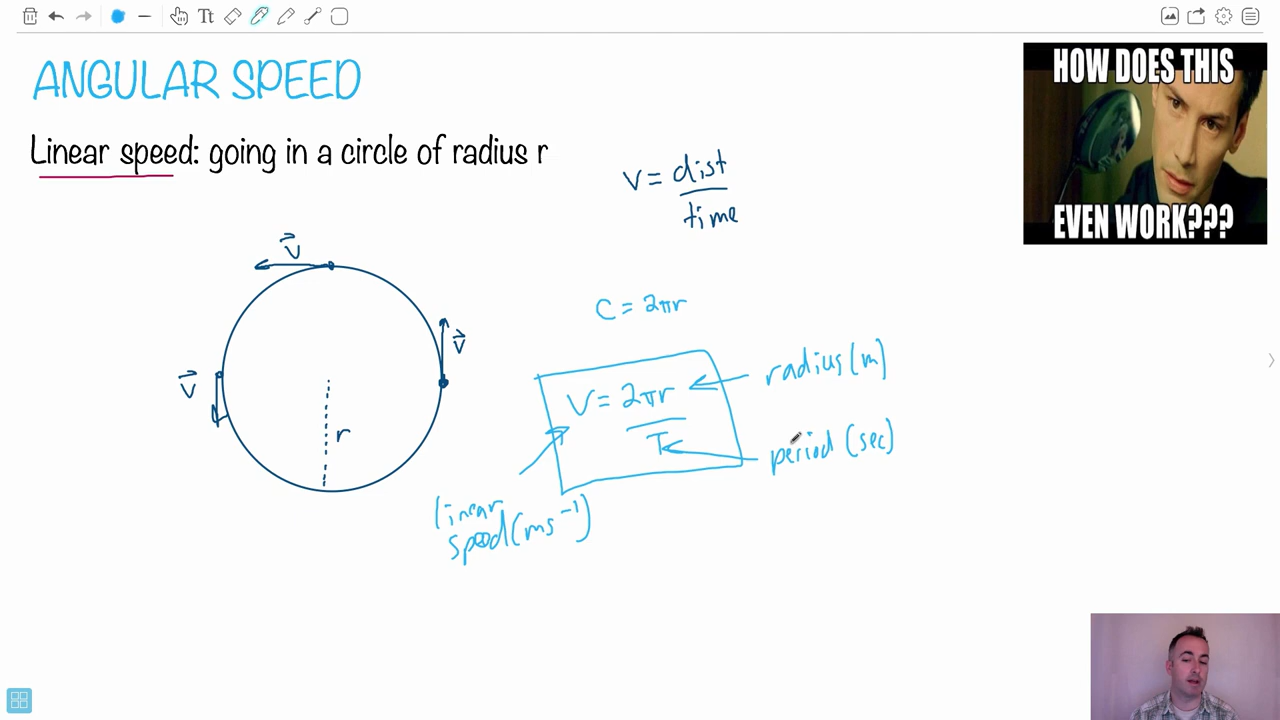 Tt
ANGULAR SPEED
HOW DOES THIS
EVEN WORK???
Linear speed: going in a circle of radius r
v = dist
time
v
v
v
r
C = 2πr
V = 2πr
T
radius (m)
period (sec)
linear
speed (ms⁻¹)